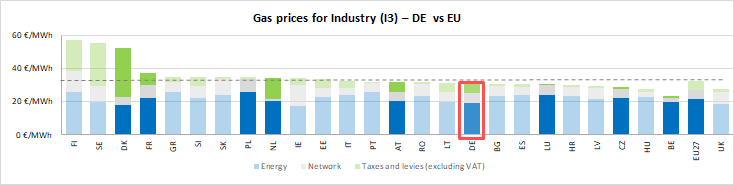 Gas prices for Industry (I3) – DE vs EU
60 €/MWh
40 €/MWh
20 €/MWh
0 €/MWh
FI SE DK FR GR SI SK PL NL IE EE IT PT AT RO LT DE BG ES LU HR LV CZ HU BE EU27 UK
Energy Network Taxes and levies (excluding VAT)